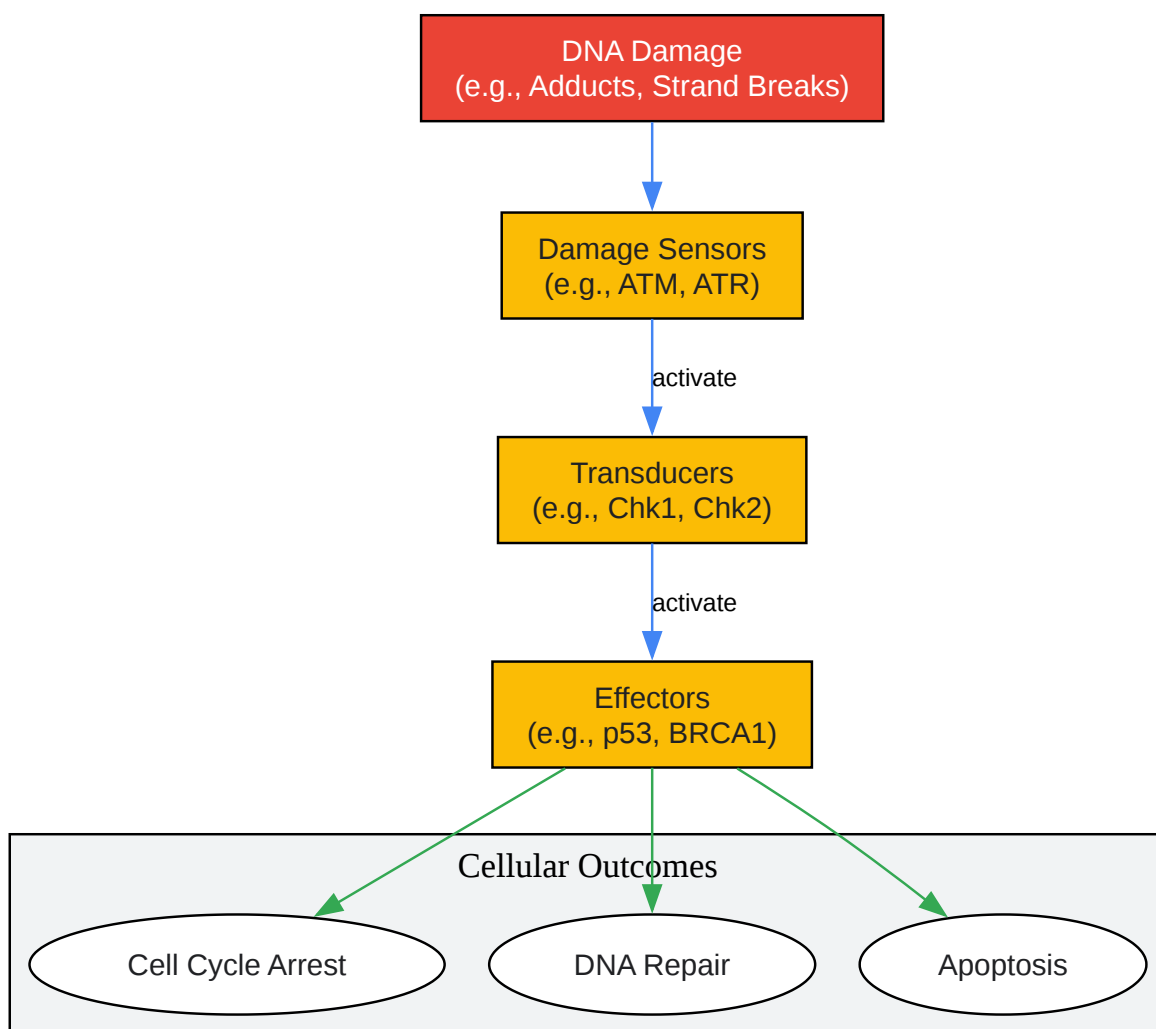 DNA Damage
(e.g., Adducts, Strand Breaks)
Damage Sensors
(e.g., ATM, ATR)
activate
Transducers
(e.g., Chk1, Chk2)
activate
Effectors
(e.g., p53, BRCA1)
Cellular Outcomes
Cell Cycle Arrest
DNA Repair
Apoptosis